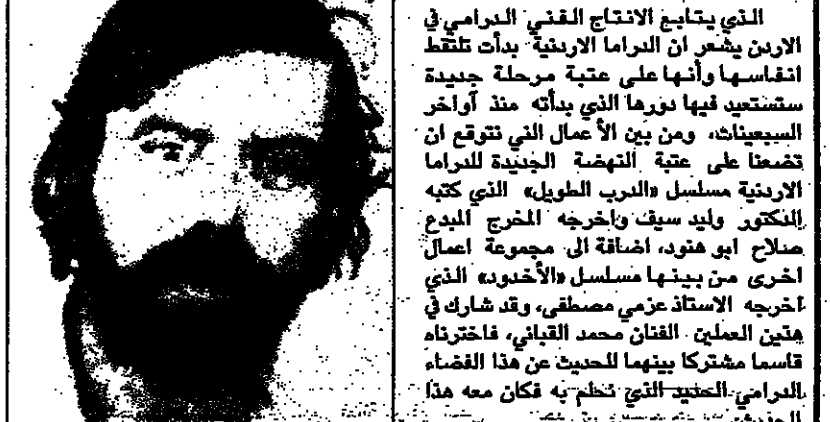 الذي يتابع الانتاج الفني الدرامي في
الاردن يشعر ان الدراما الاردنية بدأت تلتقط
انفاسها وأنها على عتبة مرحلة جديدة
ستستعيد فيها دورها الذي بدأته منذ أواخر
السبعينات، ومن بين الأعمال التي نتوقع ان
تضعنا على عتبة النهضة الجديدة للدراما
الاردنية مسلسل «الدرب الطويل» الذي كتبه
الدكتور وليد سيف واخرجه المخرج المبدع
صلاح ابو هنود، اضافة الى مجموعة اعمال
اخرى من بينها مسلسل «الأخدود» الذي
اخرجه الاستاذ عزمي مصطفى، وقد شارك في
هذين العملين الفنان محمد القباني، فاخترناه
قاسما مشتركا بينهما للحديث عن هذا الفضاء
الدرامي الجديد الذي نحلم به فكان معه هذا